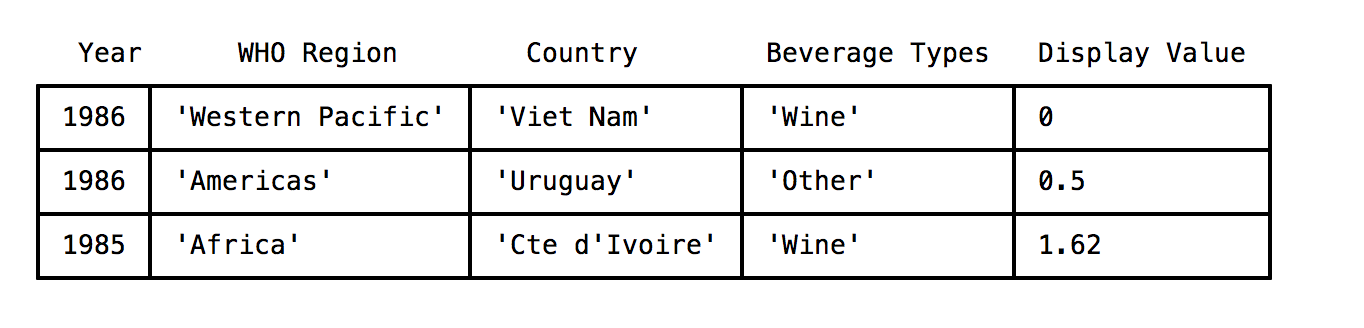 Year WHO Region Country Beverage Types Display Value
1986 'Western Pacific' 'Viet Nam' 'Wine' 0
1986 'Americas' 'Uruguay' 'Other' 0.5
1985 'Africa' 'Cte d'Ivoire' 'Wine' 1.62